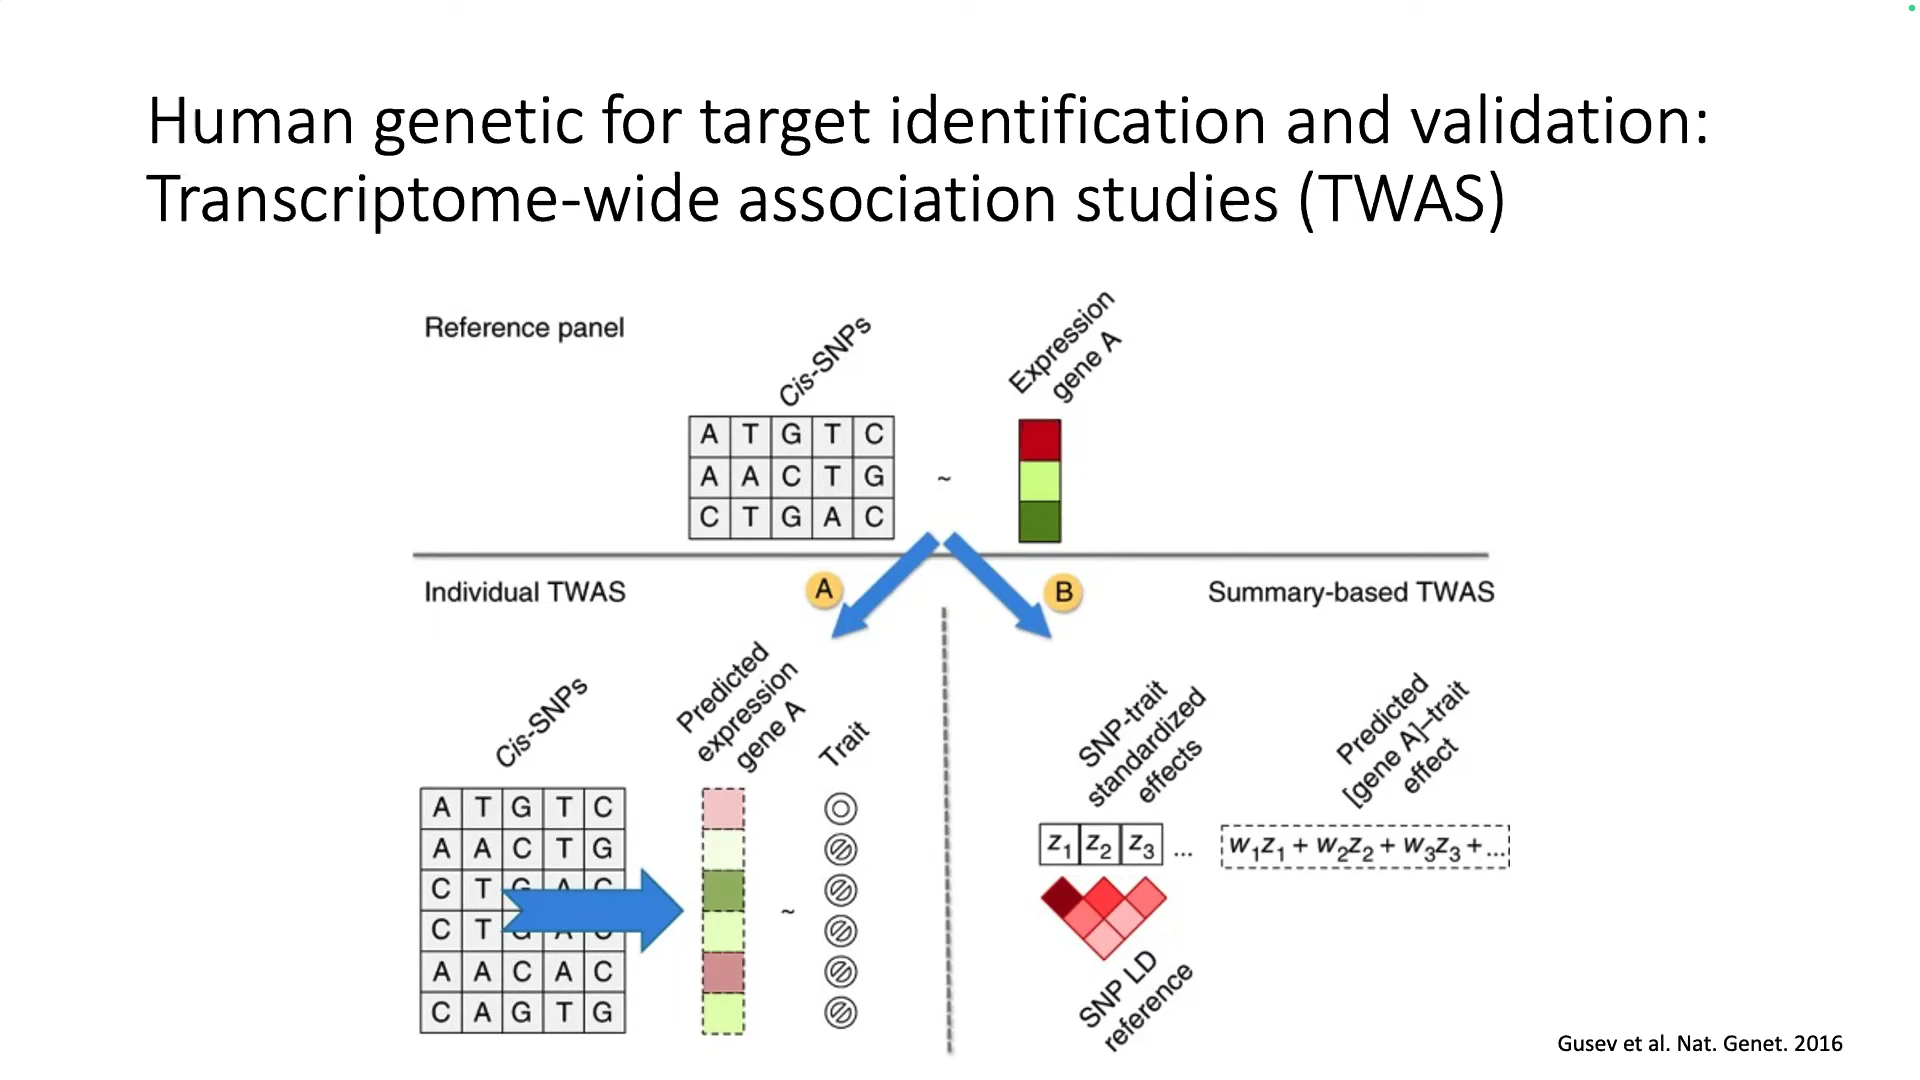 Human genetic for target identification and validation:
Transcriptome-wide association studies (TWAS)
Reference panel
Cis-SNPs
Expression
gene A
A T G T C
A A C T G
~
C T G A C
Individual TWAS
A
B
Summary-based TWAS
Cis-SNPs
Predicted
expression
gene A
Trait
SNP-trait
standardized
effects
Predicted
[gene A]–trait
effect
A T G T C
A A C T G
C T G A C
C T G A C
A A C A C
C A G T G
~
z1 z2 z3 ...
w1z1 + w2z2 + w3z3 +...
SNP LD
reference
Gusev et al. Nat. Genet. 2016